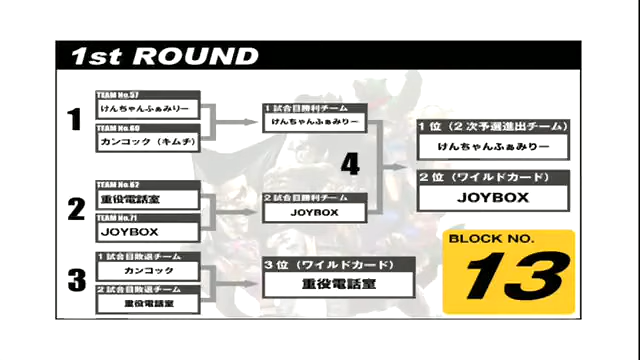 1st ROUND
1
TEAM No.57
けんちゃんふぁみりー
TEAM No.60
カンコック（キムチ）
1試合目勝利チーム
けんちゃんふぁみりー
2
TEAM No.62
重役電話室
TEAM No.71
JOYBOX
2試合目勝利チーム
JOYBOX
3
1試合目敗退チーム
カンコック
2試合目敗退チーム
重役電話室
3位（ワイルドカード）
重役電話室
4
1位（2次予選進出チーム）
けんちゃんふぁみりー
2位（ワイルドカード）
JOYBOX
BLOCK NO.
13